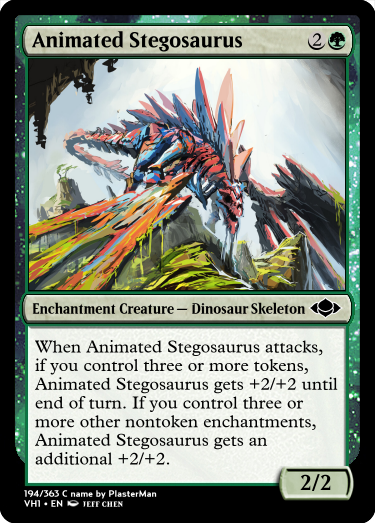 Animated Stegosaurus 2
Enchantment Creature — Dinosaur Skeleton
When Animated Stegosaurus attacks,
if you control three or more tokens,
Animated Stegosaurus gets +2/+2 until
end of turn. If you control three or
more other nontoken enchantments,
Animated Stegosaurus gets an
additional +2/+2.
2/2
194/363 C name by PlasterMan
VH1 • EN JEFF CHEN